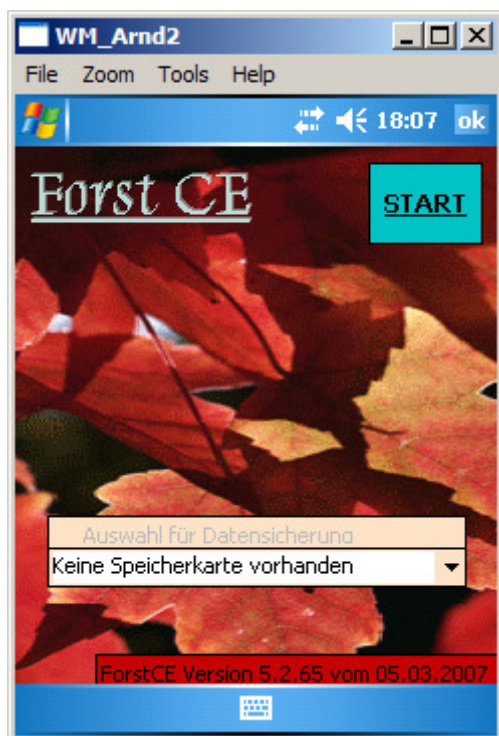 WM_Arnd2
File Zoom Tools Help
18:07 ok
Forst CE
START
Auswahl für Datensicherung
Keine Speicherkarte vorhanden
ForstCE Version 5.2.65 vom 05.03.2007